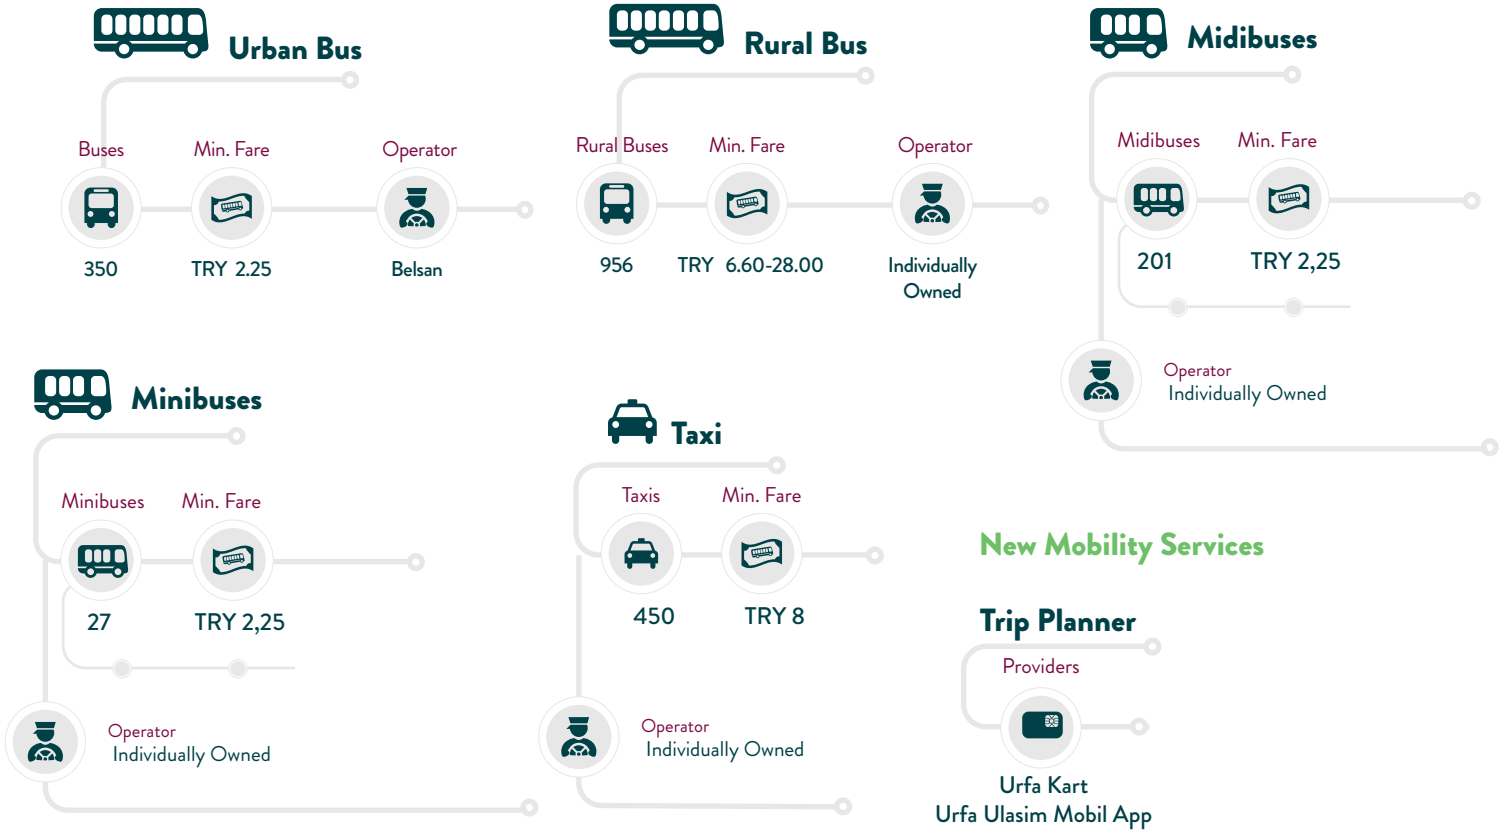 Urban Bus
Buses
Min. Fare
Operator
350
TRY 2.25
Belsan
Rural Bus
Rural Buses
Min. Fare
Operator
956
TRY 6.60-28.00
Individually
Owned
Midibuses
Midibuses
Min. Fare
201
TRY 2,25
Operator
Individually Owned
Minibuses
Minibuses
Min. Fare
27
TRY 2,25
Operator
Individually Owned
Taxi
Taxis
Min. Fare
450
TRY 8
Operator
Individually Owned
New Mobility Services
Trip Planner
Providers
Urfa Kart
Urfa Ulasim Mobil App